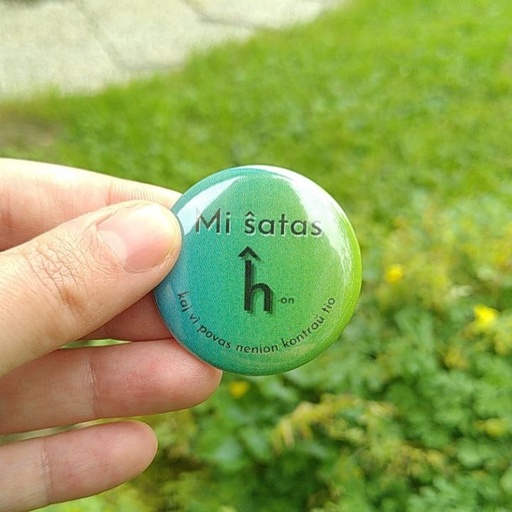 Mi ŝatas
ĥon
kaj vi povas nenion kontraŭ tio